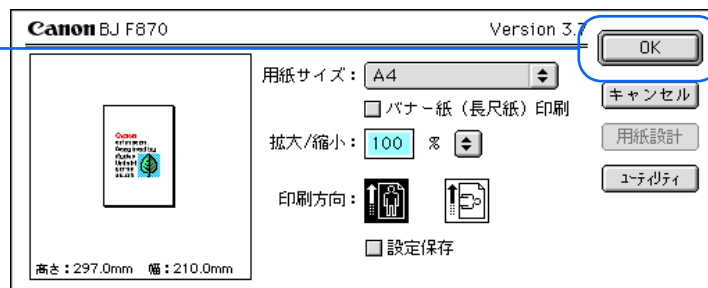 Canon BJ F870
Version 3.7
OK
用紙サイズ： A4
キャンセル
バナー紙（長尺紙）印刷
拡大/縮小： 100 %
用紙設計
印刷方向：
ユーティリティ
設定保存
Canon
高さ：297.0mm 幅：210.0mm